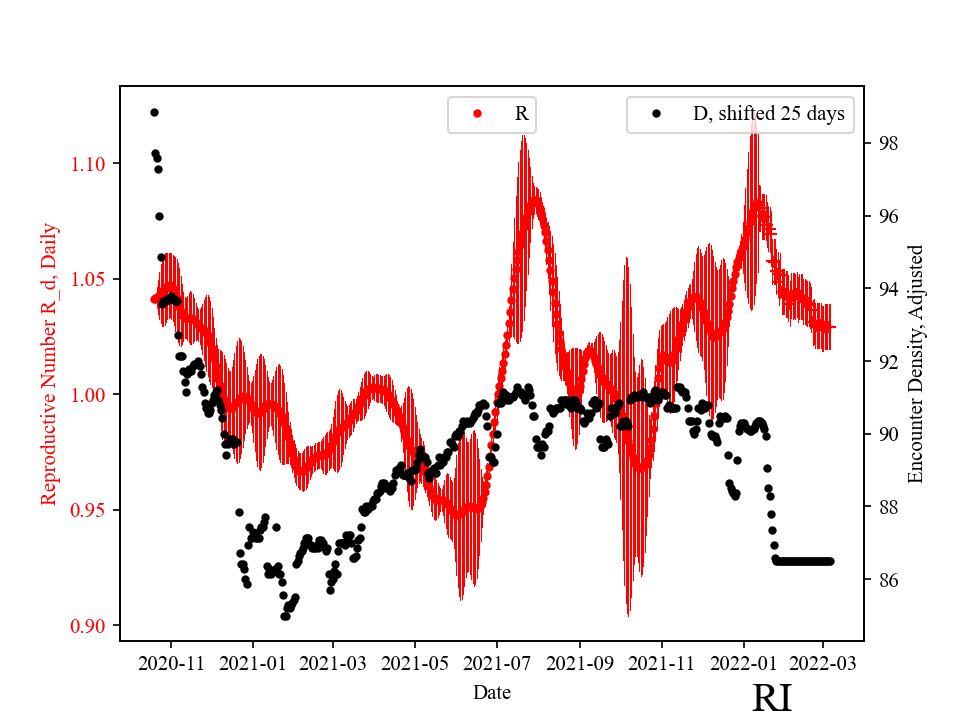 R
D, shifted 25 days
Reproductive Number R_d, Daily
1.10
1.05
1.00
0.95
0.90
98
96
94
92
90
88
86
Encounter Density, Adjusted
2020-11 2021-01 2021-03 2021-05 2021-07 2021-09 2021-11 2022-01 2022-03
Date
RI